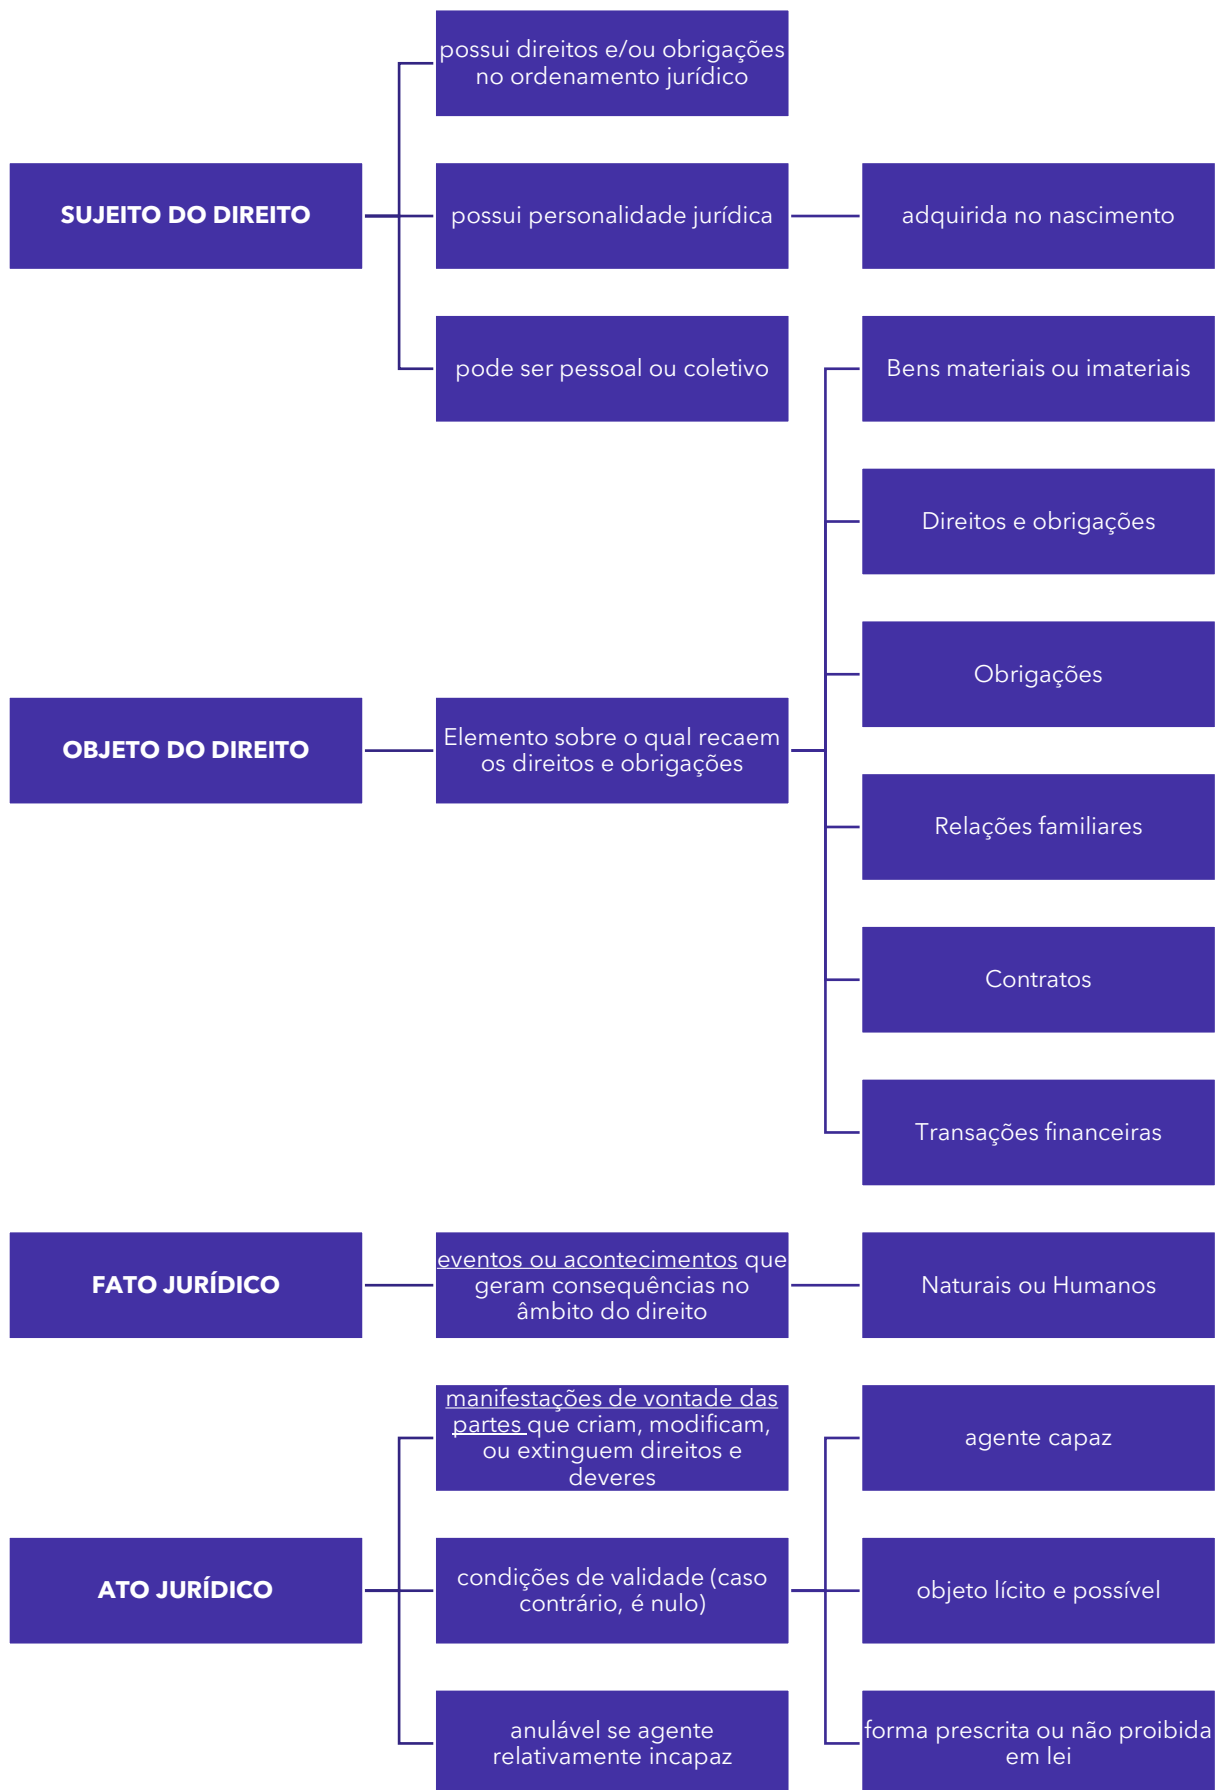 possui direitos e/ou obrigações
no ordenamento jurídico
SUJEITO DO DIREITO
possui personalidade jurídica
adquirida no nascimento
pode ser pessoal ou coletivo
OBJETO DO DIREITO
Elemento sobre o qual recaem
os direitos e obrigações
Bens materiais ou imateriais
Direitos e obrigações
Obrigações
Relações familiares
Contratos
Transações financeiras
FATO JURÍDICO
eventos ou acontecimentos que
geram consequências no
âmbito do direito
Naturais ou Humanos
ATO JURÍDICO
manifestações de vontade das
partes que criam, modificam,
ou extinguem direitos e
deveres
condições de validade (caso
contrário, é nulo)
agente capaz
objeto lícito e possível
forma prescrita ou não proibida
em lei
anulável se agente
relativamente incapaz